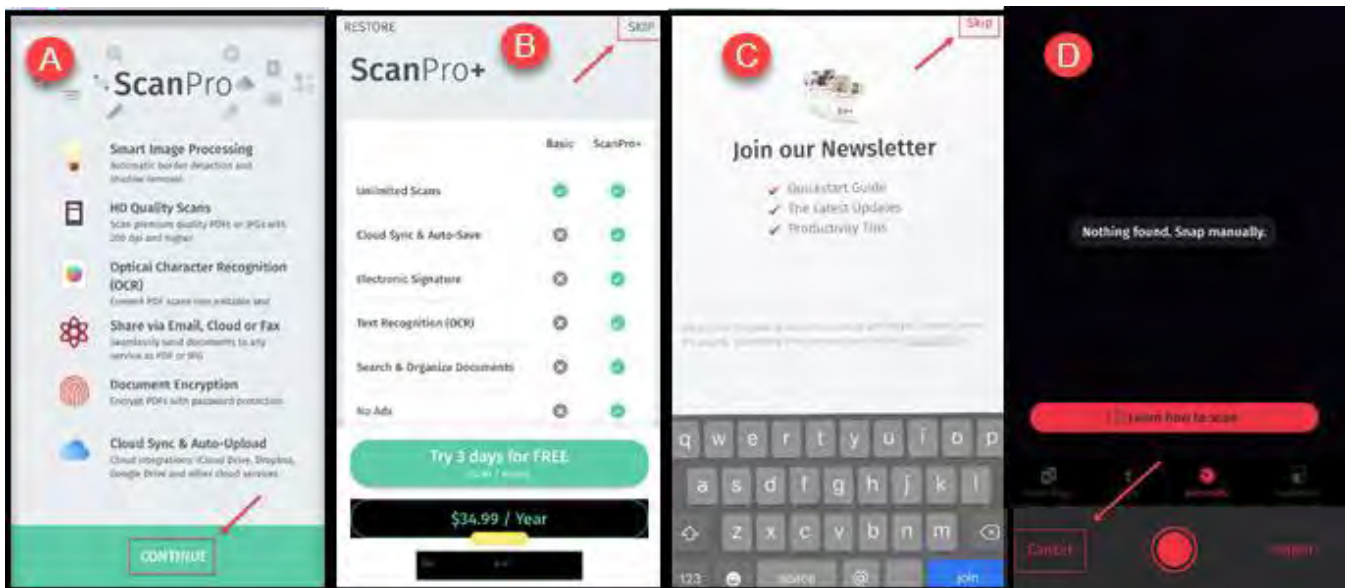 A
ScanPro
Smart Image Processing
Automatic border detection and
shadow removal
HD Quality Scans
Scan premium quality PDFs or JPGs with
200 dpi and higher
Optical Character Recognition
(OCR)
Convert PDF scans into editable text
Share via Email, Cloud or Fax
Seamlessly send documents to any
service as PDF or JPG
Document Encryption
Encrypt PDFs with password protection
Cloud Sync & Auto-Upload
Cloud integrations: iCloud Drive, Dropbox,
Google Drive and other cloud services
CONTINUE
RESTORE
SKIP
B
ScanPro+
Basic ScanPro+
Unlimited Scans
Cloud Sync & Auto-Save
Electronic Signature
Text Recognition (OCR)
Search & Organize Documents
No Ads
Try 3 days for FREE
$34.99 / Year
Skip
C
Join our Newsletter
Quickstart Guide
The Latest Updates
Productivity Tips
q w e r t y u i o p
a s d f g h j k l
z x c v b n m
123 space @ join
D
Nothing found. Snap manually.
Learn how to scan
Cancel